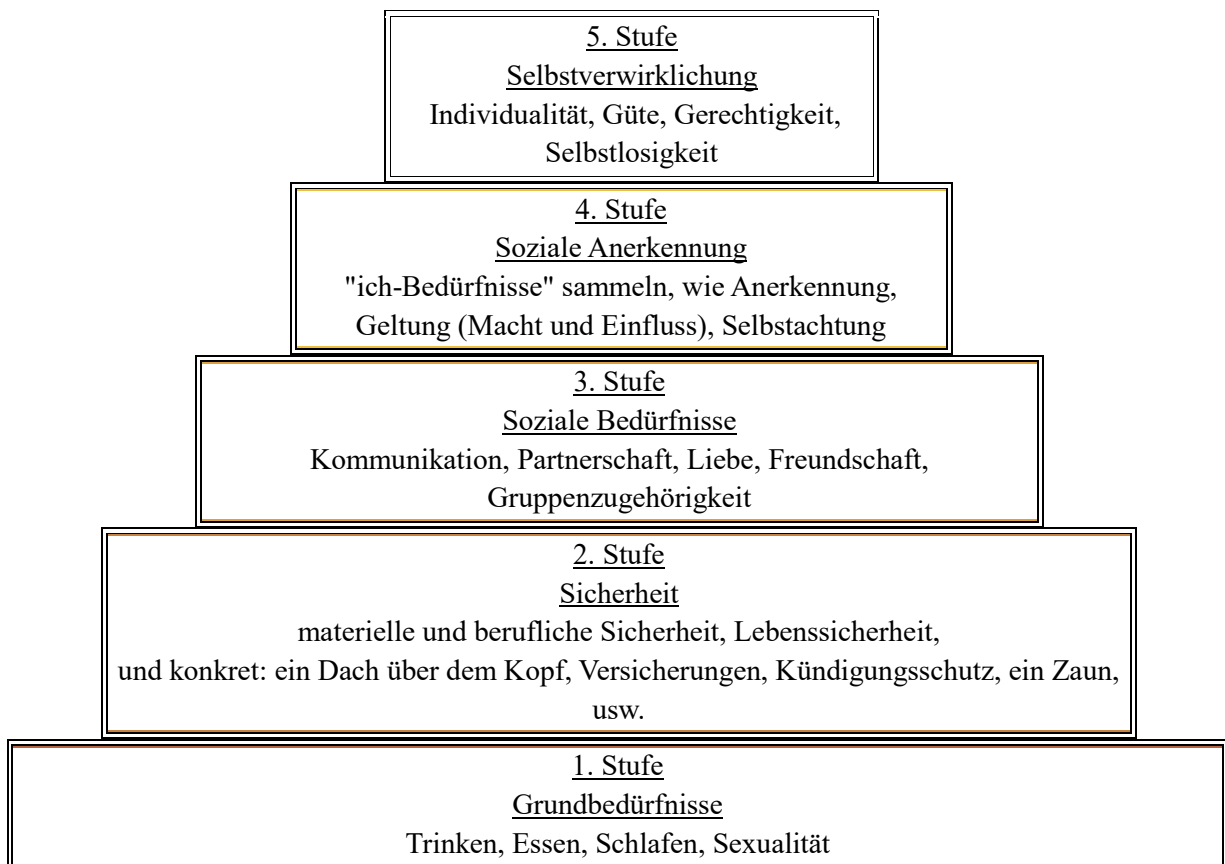 5. Stufe
Selbstverwirklichung
Individualität, Güte, Gerechtigkeit,
Selbstlosigkeit
4. Stufe
Soziale Anerkennung
"ich-Bedürfnisse" sammeln, wie Anerkennung,
Geltung (Macht und Einfluss), Selbstachtung
3. Stufe
Soziale Bedürfnisse
Kommunikation, Partnerschaft, Liebe, Freundschaft,
Gruppenzugehörigkeit
2. Stufe
Sicherheit
materielle und berufliche Sicherheit, Lebenssicherheit,
und konkret: ein Dach über dem Kopf, Versicherungen, Kündigungsschutz, ein Zaun,
usw.
1. Stufe
Grundbedürfnisse
Trinken, Essen, Schlafen, Sexualität